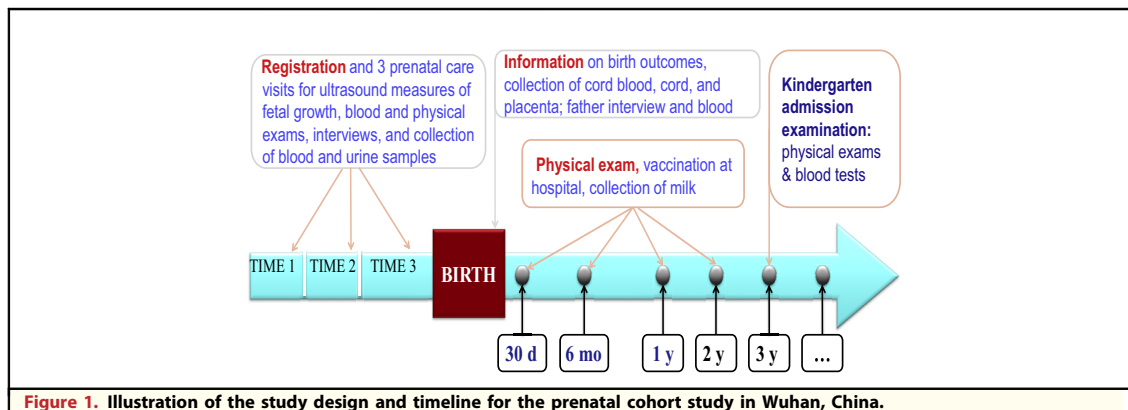 Registration and 3 prenatal care
visits for ultrasound measures of
fetal growth, blood and physical
exams, interviews, and collection
of blood and urine samples
Information on birth outcomes,
collection of cord blood, cord, and
placenta; father interview and blood
Physical exam, vaccination at
hospital, collection of milk
Kindergarten
admission
examination:
physical exams
& blood tests
TIME 1
TIME 2
TIME 3
BIRTH
30 d
6 mo
1 y
2 y
3 y
...
Figure 1. Illustration of the study design and timeline for the prenatal cohort study in Wuhan, China.